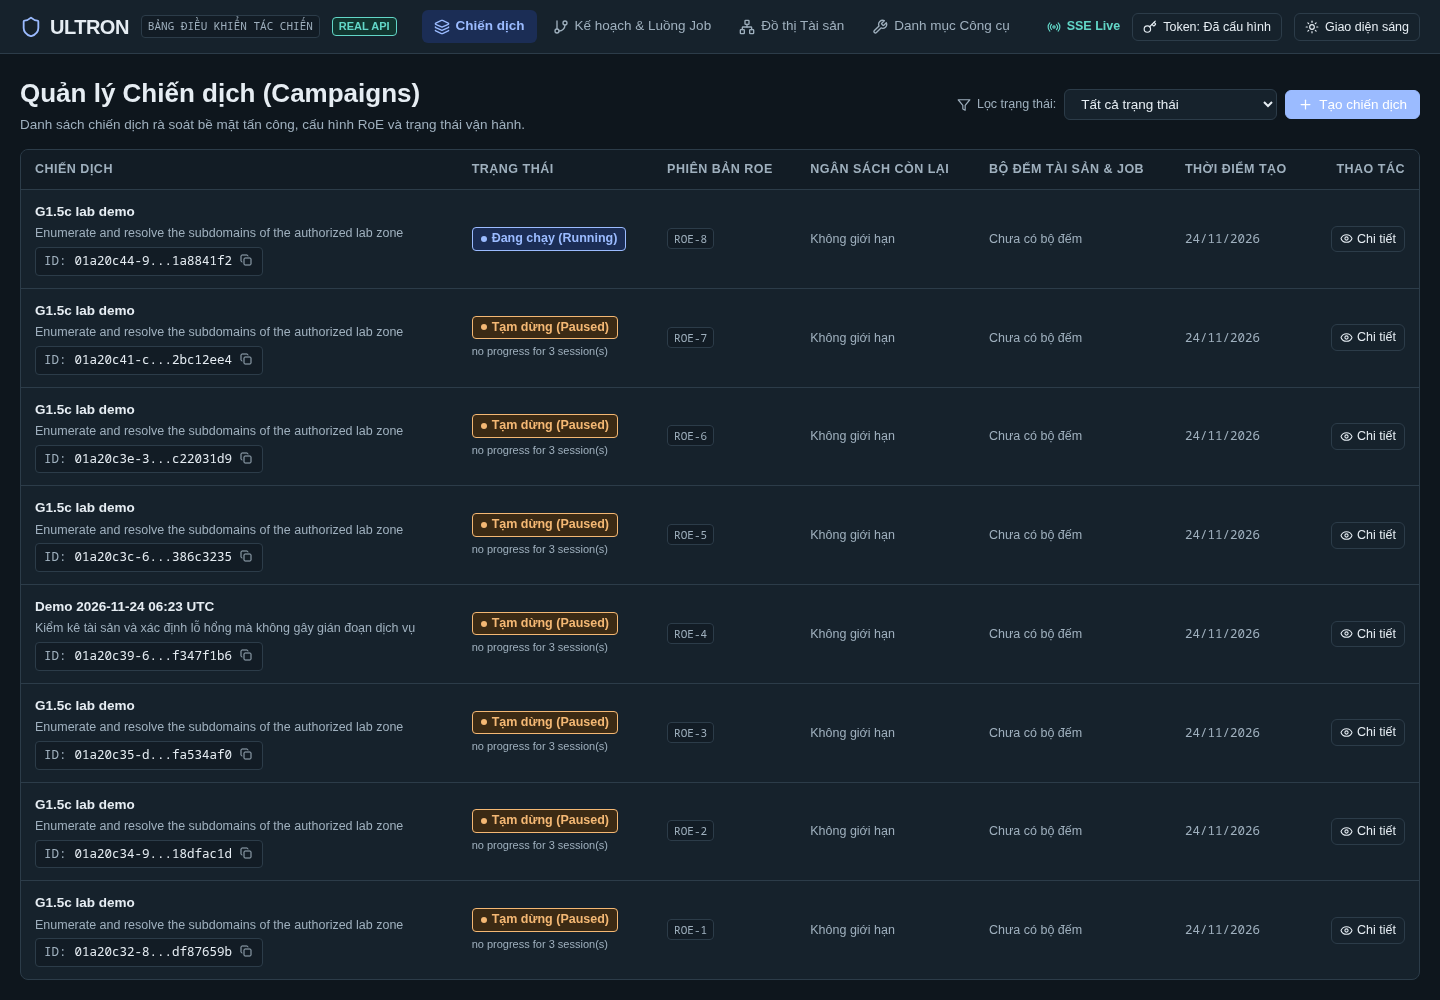 ULTRON
BẢNG ĐIỀU KHIỂN TÁC CHIẾN
REAL API
Chiến dịch
Kế hoạch & Luồng Job
Đồ thị Tài sản
Danh mục Công cụ
SSE Live
Token: Đã cấu hình
Giao diện sáng
Quản lý Chiến dịch (Campaigns)
Danh sách chiến dịch rà soát bề mặt tấn công, cấu hình RoE và trạng thái vận hành.
Lọc trạng thái:
Tất cả trạng thái
Tạo chiến dịch
CHIẾN DỊCH TRẠNG THÁI PHIÊN BẢN ROE NGÂN SÁCH CÒN LẠI BỘ ĐẾM TÀI SẢN & JOB THỜI ĐIỂM TẠO THAO TÁC
G1.5c lab demo
Enumerate and resolve the subdomains of the authorized lab zone
ID: 01a20c44-9...1a8841f2
Đang chạy (Running)
ROE-8
Không giới hạn
Chưa có bộ đếm
24/11/2026
Chi tiết
G1.5c lab demo
Enumerate and resolve the subdomains of the authorized lab zone
ID: 01a20c41-c...2bc12ee4
Tạm dừng (Paused)
no progress for 3 session(s)
ROE-7
Không giới hạn
Chưa có bộ đếm
24/11/2026
Chi tiết
G1.5c lab demo
Enumerate and resolve the subdomains of the authorized lab zone
ID: 01a20c3e-3...c22031d9
Tạm dừng (Paused)
no progress for 3 session(s)
ROE-6
Không giới hạn
Chưa có bộ đếm
24/11/2026
Chi tiết
G1.5c lab demo
Enumerate and resolve the subdomains of the authorized lab zone
ID: 01a20c3c-6...386c3235
Tạm dừng (Paused)
no progress for 3 session(s)
ROE-5
Không giới hạn
Chưa có bộ đếm
24/11/2026
Chi tiết
Demo 2026-11-24 06:23 UTC
Kiểm kê tài sản và xác định lỗ hổng mà không gây gián đoạn dịch vụ
ID: 01a20c39-6...f347f1b6
Tạm dừng (Paused)
no progress for 3 session(s)
ROE-4
Không giới hạn
Chưa có bộ đếm
24/11/2026
Chi tiết
G1.5c lab demo
Enumerate and resolve the subdomains of the authorized lab zone
ID: 01a20c35-d...fa534af0
Tạm dừng (Paused)
no progress for 3 session(s)
ROE-3
Không giới hạn
Chưa có bộ đếm
24/11/2026
Chi tiết
G1.5c lab demo
Enumerate and resolve the subdomains of the authorized lab zone
ID: 01a20c34-9...18dfac1d
Tạm dừng (Paused)
no progress for 3 session(s)
ROE-2
Không giới hạn
Chưa có bộ đếm
24/11/2026
Chi tiết
G1.5c lab demo
Enumerate and resolve the subdomains of the authorized lab zone
ID: 01a20c32-8...df87659b
Tạm dừng (Paused)
no progress for 3 session(s)
ROE-1
Không giới hạn
Chưa có bộ đếm
24/11/2026
Chi tiết